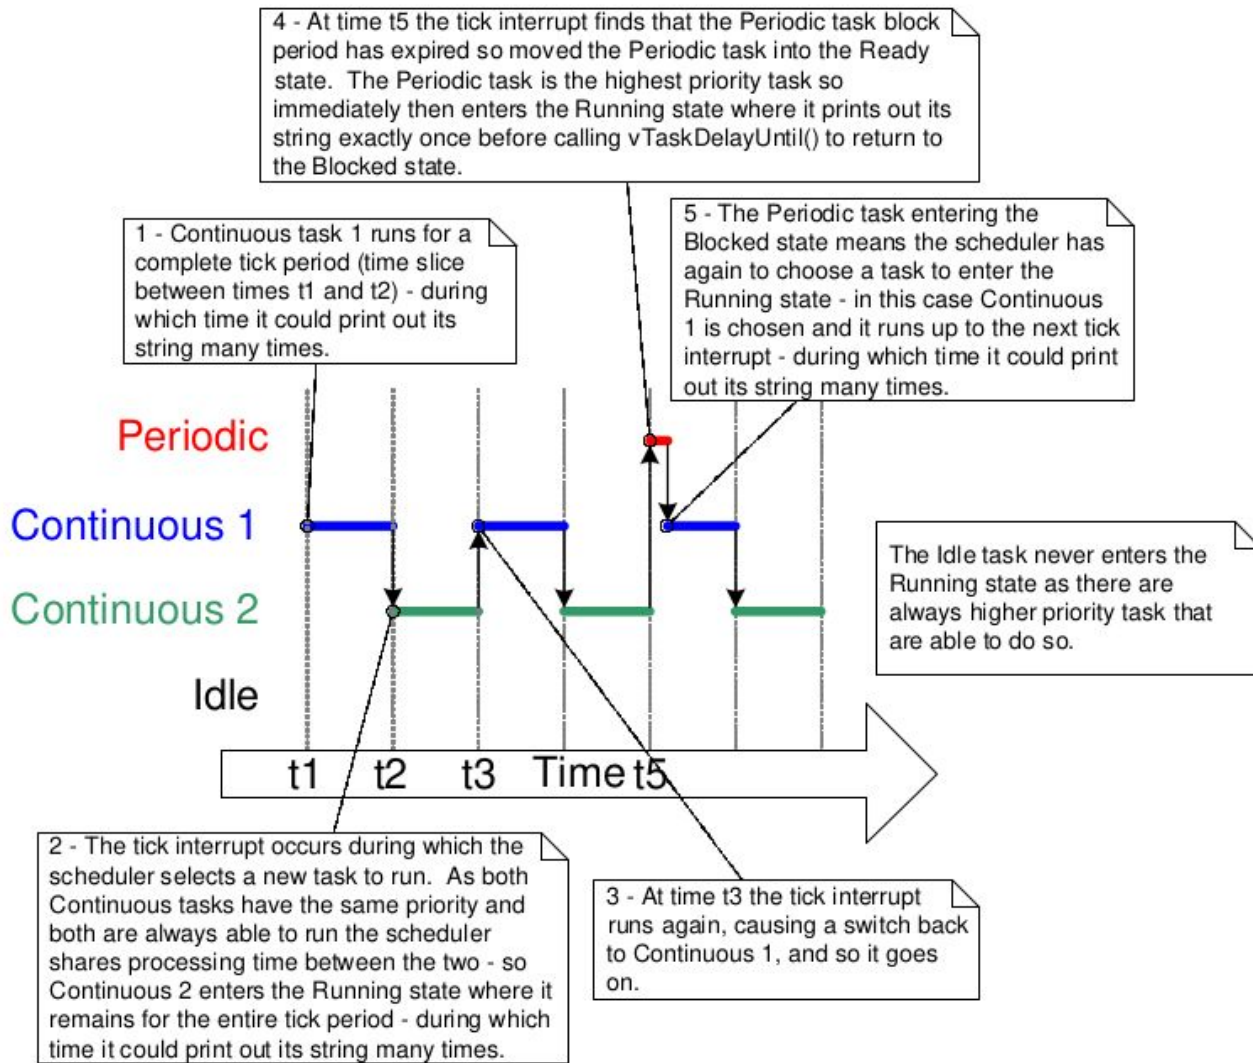 4 - At time t5 the tick interrupt finds that the Periodic task block
period has expired so moved the Periodic task into the Ready
state. The Periodic task is the highest priority task so
immediately then enters the Running state where it prints out its
string exactly once before calling vTaskDelayUntil() to return to
the Blocked state.
1 - Continuous task 1 runs for a
complete tick period (time slice
between times t1 and t2) - during
which time it could print out its
string many times.
5 - The Periodic task entering the
Blocked state means the scheduler has
again to choose a task to enter the
Running state - in this case Continuous
1 is chosen and it runs up to the next tick
interrupt - during which time it could print
out its string many times.
Periodic
Continuous 1
Continuous 2
Idle
The Idle task never enters the
Running state as there are
always higher priority task that
are able to do so.
t1 t2 t3 Time t5
2 - The tick interrupt occurs during which the
scheduler selects a new task to run. As both
Continuous tasks have the same priority and
both are always able to run the scheduler
shares processing time between the two - so
Continuous 2 enters the Running state where it
remains for the entire tick period - during which
time it could print out its string many times.
3 - At time t3 the tick interrupt
runs again, causing a switch back
to Continuous 1, and so it goes
on.